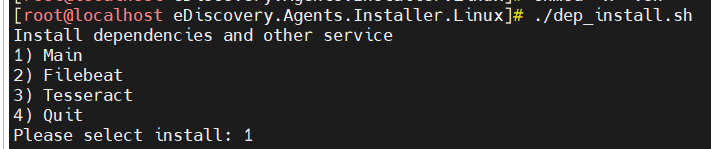 [root@localhost eDiscovery.Agents.Installer.Linux]# ./dep_install.sh
Install dependencies and other service
1) Main
2) Filebeat
3) Tesseract
4) Quit
Please select install: 1